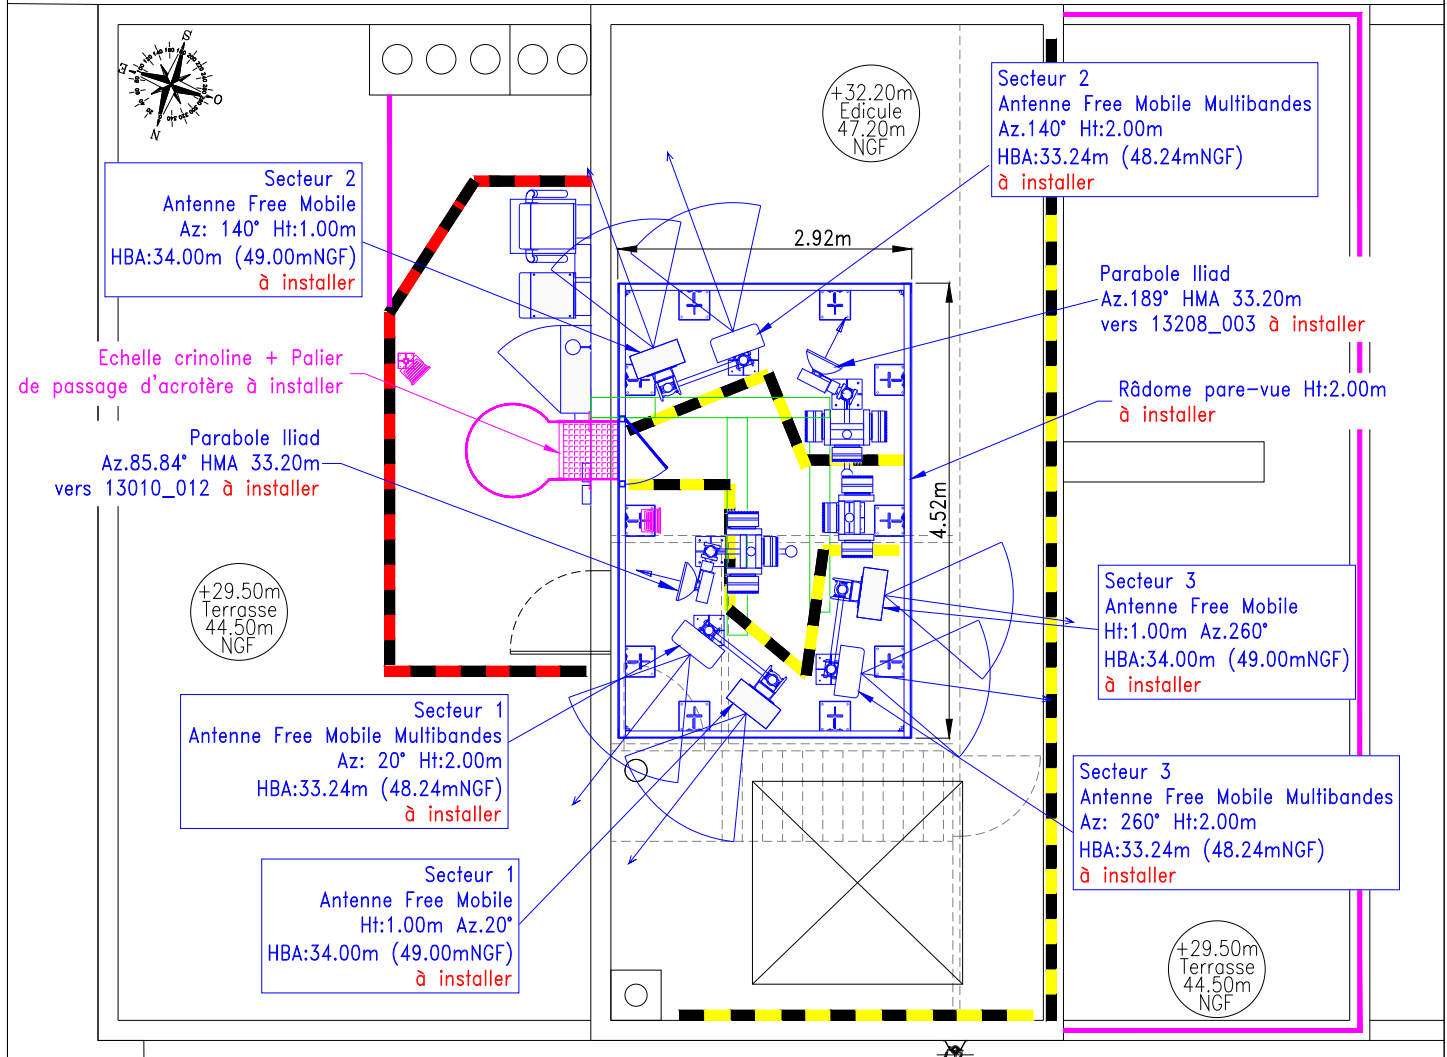 S
E
O
N
+32.20m
Edicule
47.20m
NGF
Secteur 2
Antenne Free Mobile Multibandes
Az.140° Ht:2.00m
HBA:33.24m (48.24mNGF)
à installer
Secteur 2
Antenne Free Mobile
Az: 140° Ht:1.00m
HBA:34.00m (49.00mNGF)
à installer
2.92m
Parabole Iliad
Az.189° HMA 33.20m
vers 13208_003 à installer
Echelle crinoline + Palier
de passage d'acrotère à installer
Râdome pare-vue Ht:2.00m
à installer
Parabole Iliad
Az.85.84° HMA 33.20m
vers 13010_012 à installer
4.52m
+29.50m
Terrasse
44.50m
NGF
Secteur 3
Antenne Free Mobile
Ht:1.00m Az.260°
HBA:34.00m (49.00mNGF)
à installer
Secteur 1
Antenne Free Mobile Multibandes
Az: 20° Ht:2.00m
HBA:33.24m (48.24mNGF)
à installer
Secteur 3
Antenne Free Mobile Multibandes
Az: 260° Ht:2.00m
HBA:33.24m (48.24mNGF)
à installer
Secteur 1
Antenne Free Mobile
Ht:1.00m Az.20°
HBA:34.00m (49.00mNGF)
à installer
+29.50m
Terrasse
44.50m
NGF